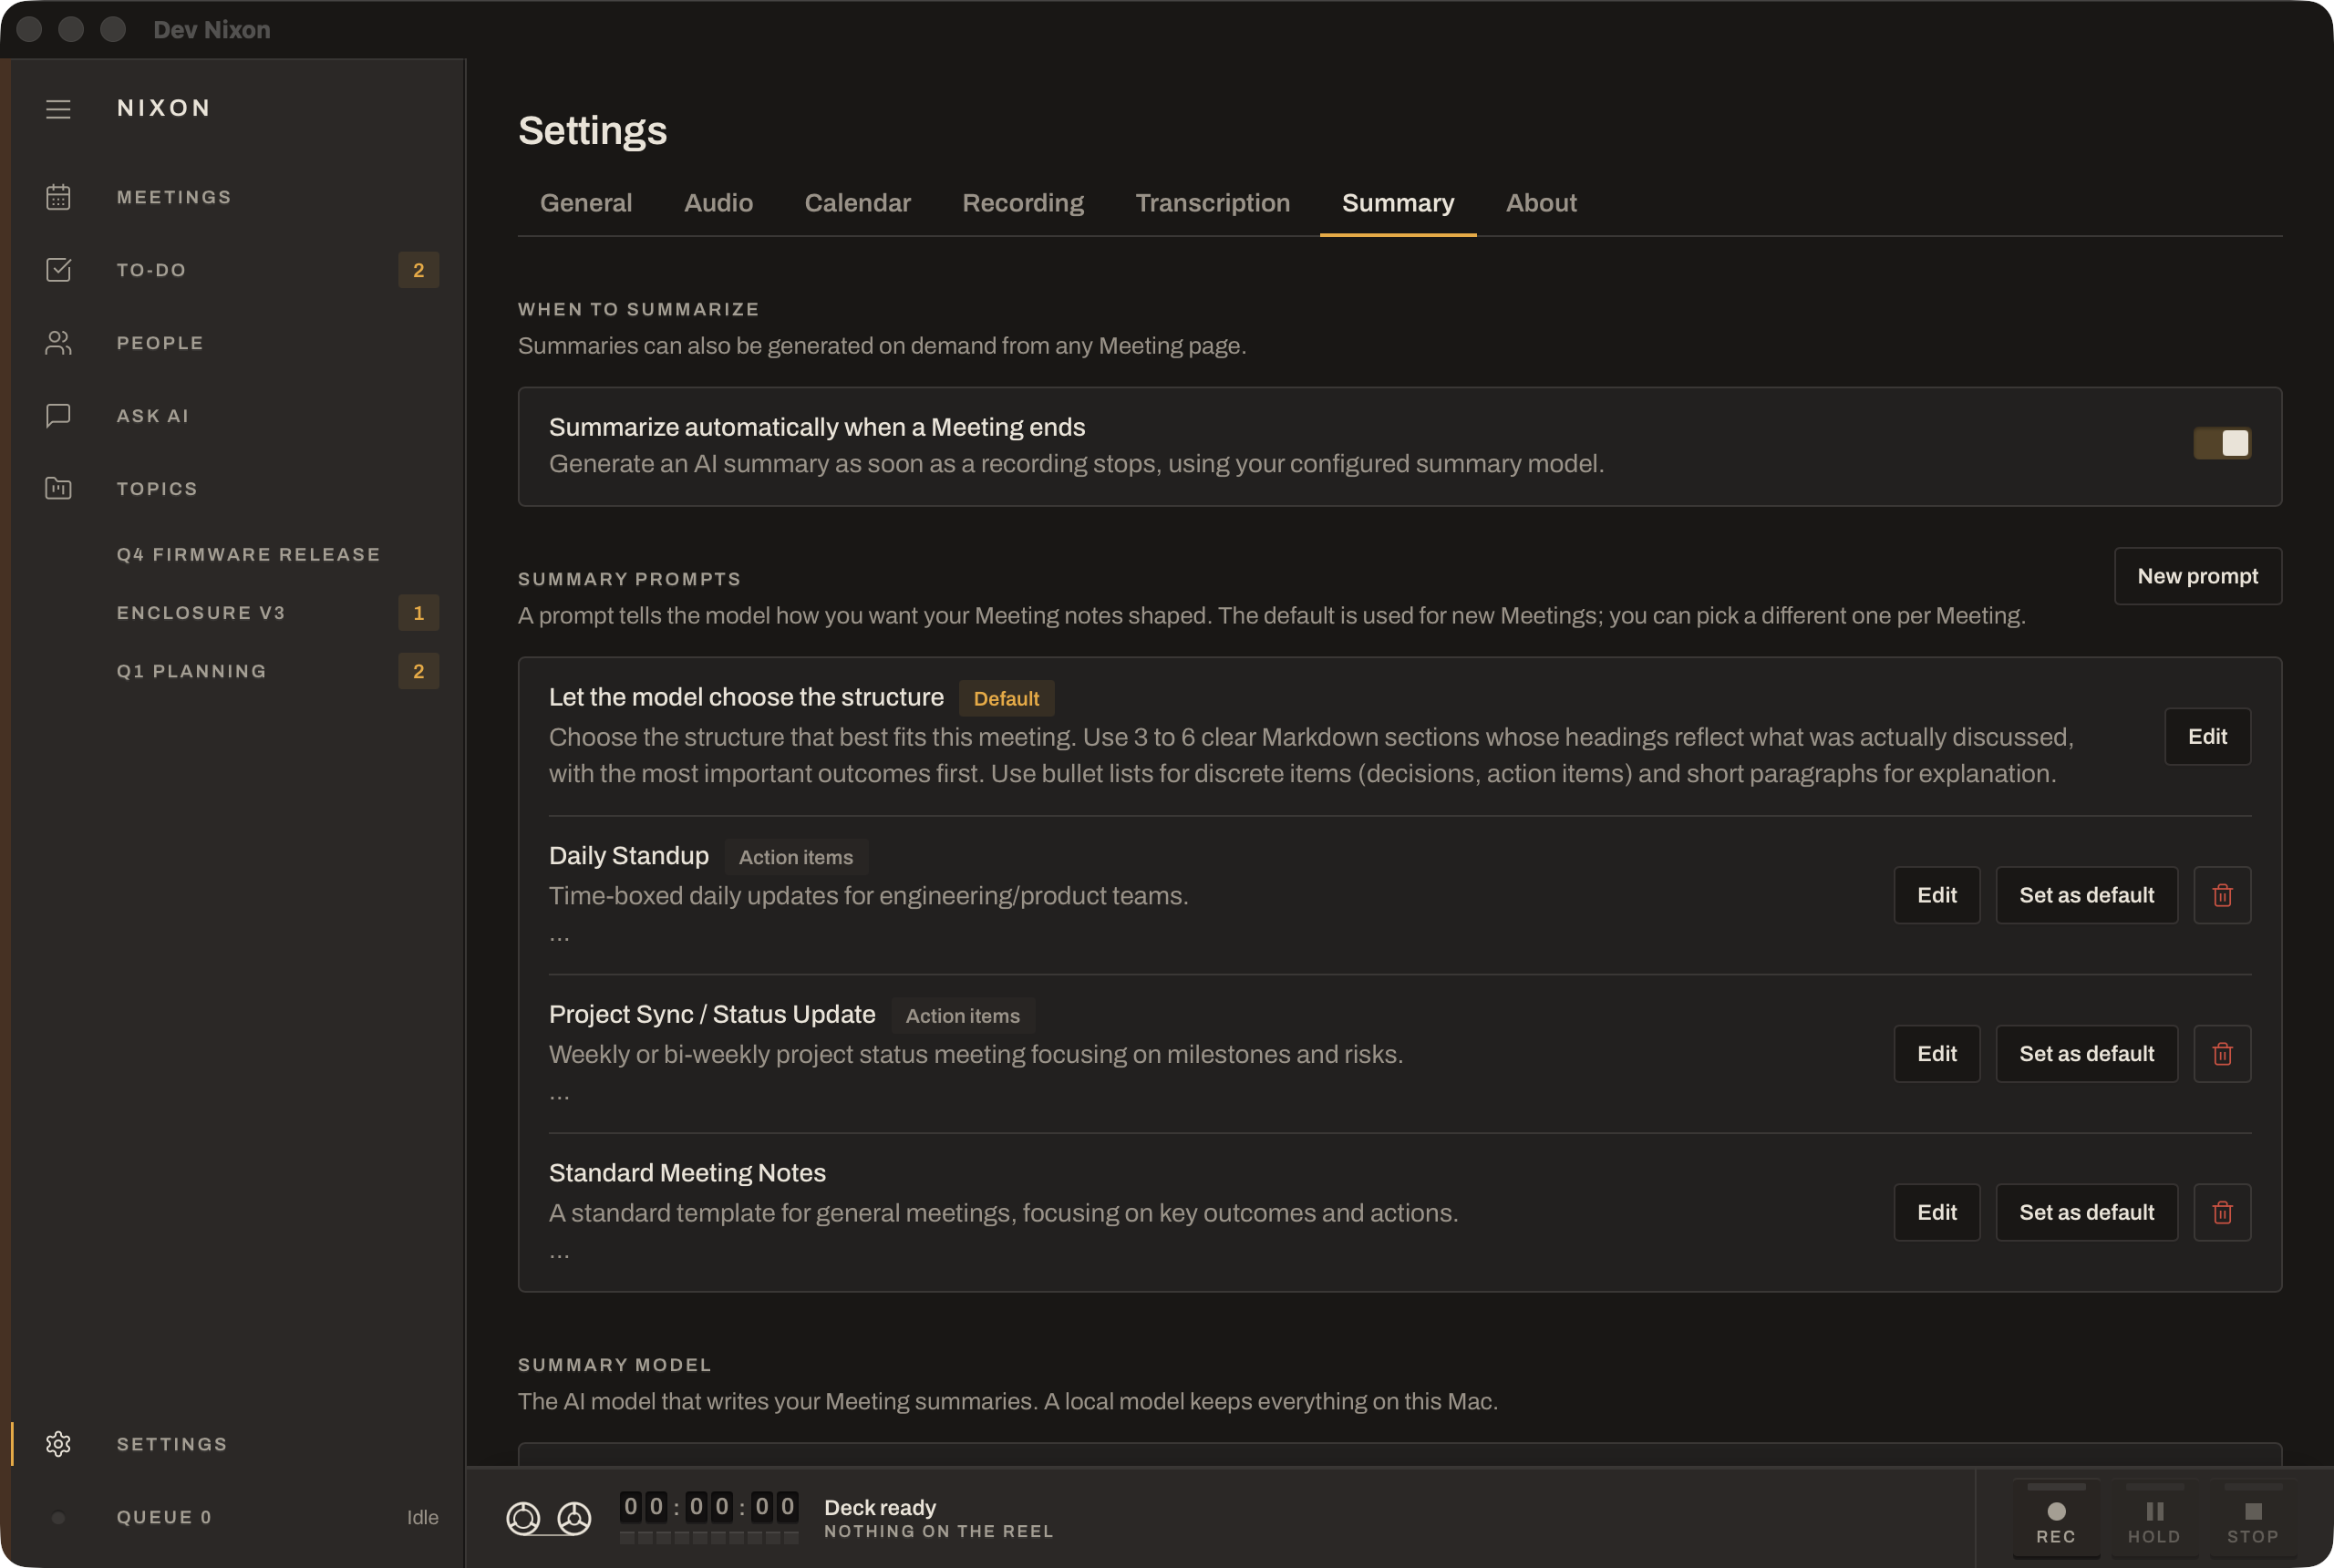 Dev Nixon
NIXON
MEETINGS
TO-DO 2
PEOPLE
ASK AI
TOPICS
Q4 FIRMWARE RELEASE
ENCLOSURE V3 1
Q1 PLANNING 2
SETTINGS
QUEUE 0 Idle
Settings
General Audio Calendar Recording Transcription Summary About
WHEN TO SUMMARIZE
Summaries can also be generated on demand from any Meeting page.
Summarize automatically when a Meeting ends
Generate an AI summary as soon as a recording stops, using your configured summary model.
SUMMARY PROMPTS
New prompt
A prompt tells the model how you want your Meeting notes shaped. The default is used for new Meetings; you can pick a different one per Meeting.
Let the model choose the structure Default
Choose the structure that best fits this meeting. Use 3 to 6 clear Markdown sections whose headings reflect what was actually discussed,
with the most important outcomes first. Use bullet lists for discrete items (decisions, action items) and short paragraphs for explanation.
Edit
Daily Standup Action items
Time-boxed daily updates for engineering/product teams.
...
Edit Set as default
Project Sync / Status Update Action items
Weekly or bi-weekly project status meeting focusing on milestones and risks.
...
Edit Set as default
Standard Meeting Notes
A standard template for general meetings, focusing on key outcomes and actions.
...
Edit Set as default
SUMMARY MODEL
The AI model that writes your Meeting summaries. A local model keeps everything on this Mac.
00:00:00
Deck ready
NOTHING ON THE REEL
REC HOLD STOP